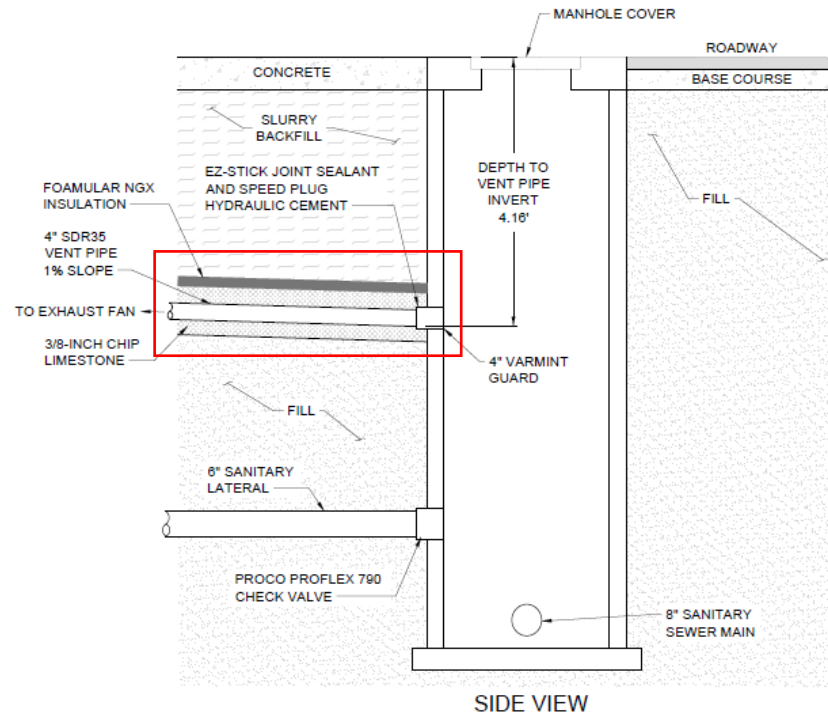 MANHOLE COVER
ROADWAY
CONCRETE
BASE COURSE
SLURRY
BACKFILL
EZ-STICK JOINT SEALANT
AND SPEED PLUG
HYDRAULIC CEMENT
DEPTH TO
VENT PIPE
INVERT
4.16'
FOAMULAR NGX
INSULATION
FILL
4" SDR35
VENT PIPE
1% SLOPE
TO EXHAUST FAN
3/8-INCH CHIP
LIMESTONE
4" VARMINT
GUARD
FILL
6" SANITARY
LATERAL
PROCO PROFLEX 790
CHECK VALVE
8" SANITARY
SEWER MAIN
SIDE VIEW